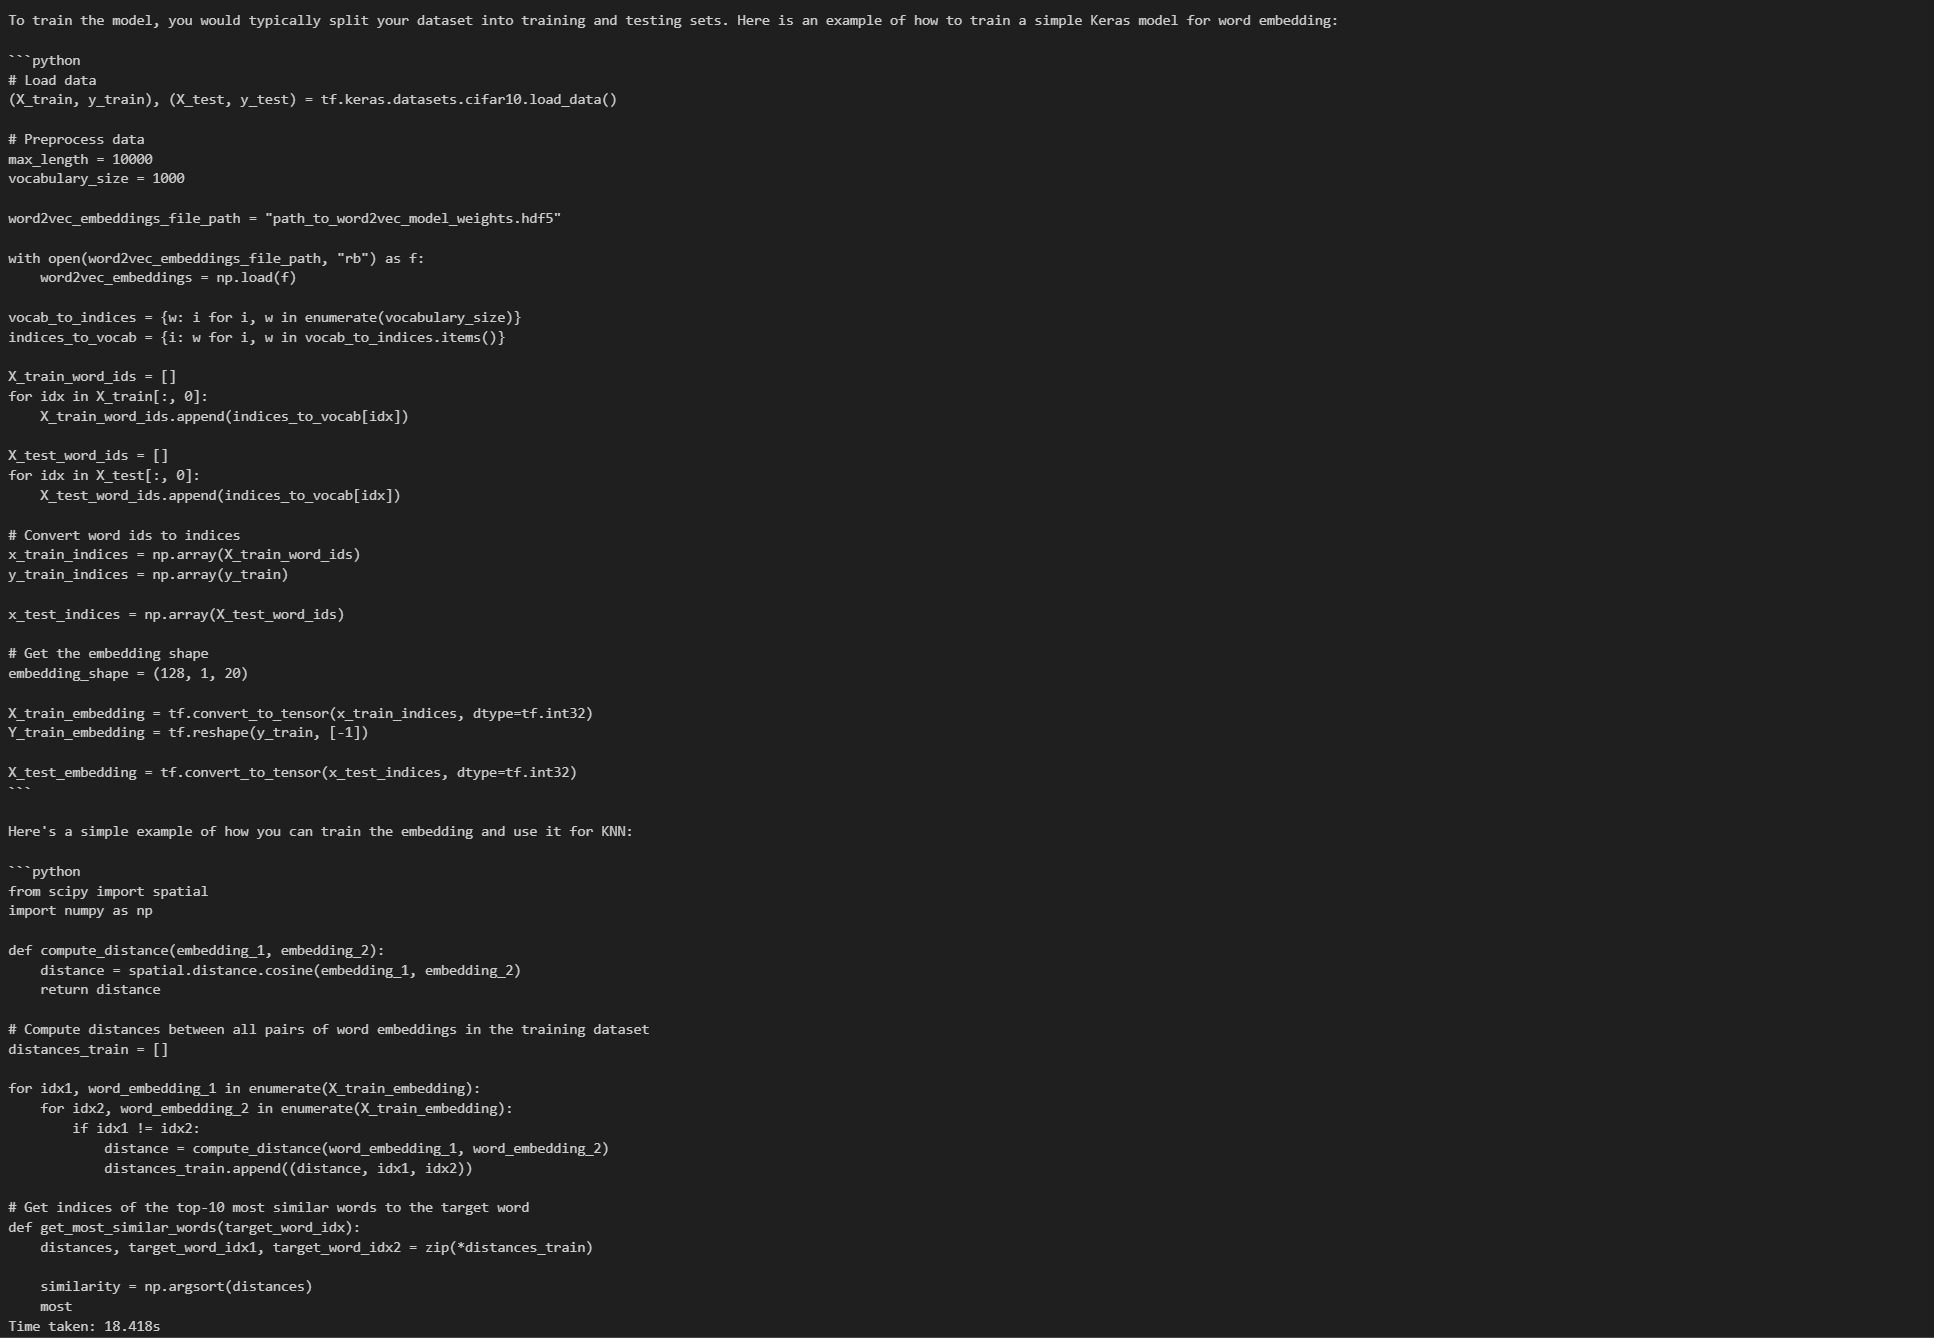 To train the model, you would typically split your dataset into training and testing sets. Here is an example of how to train a simple Keras model for word embedding:

```python
# Load data
(X_train, y_train), (X_test, y_test) = tf.keras.datasets.cifar10.load_data()

# Preprocess data
max_length = 10000
vocabulary_size = 1000

word2vec_embeddings_file_path = "path_to_word2vec_model_weights.hdf5"

with open(word2vec_embeddings_file_path, "rb") as f:
    word2vec_embeddings = np.load(f)

vocab_to_indices = {w: i for i, w in enumerate(vocabulary_size)}
indices_to_vocab = {i: w for i, w in vocab_to_indices.items()}

X_train_word_ids = []
for idx in X_train[:, 0]:
    X_train_word_ids.append(indices_to_vocab[idx])

X_test_word_ids = []
for idx in X_test[:, 0]:
    X_test_word_ids.append(indices_to_vocab[idx])

# Convert word ids to indices
x_train_indices = np.array(X_train_word_ids)
y_train_indices = np.array(y_train)

x_test_indices = np.array(X_test_word_ids)

# Get the embedding shape
embedding_shape = (128, 1, 20)

X_train_embedding = tf.convert_to_tensor(x_train_indices, dtype=tf.int32)
Y_train_embedding = tf.reshape(y_train, [-1])

X_test_embedding = tf.convert_to_tensor(x_test_indices, dtype=tf.int32)
```

Here's a simple example of how you can train the embedding and use it for KNN:

```python
from scipy import spatial
import numpy as np

def compute_distance(embedding_1, embedding_2):
    distance = spatial.distance.cosine(embedding_1, embedding_2)
    return distance

# Compute distances between all pairs of word embeddings in the training dataset
distances_train = []

for idx1, word_embedding_1 in enumerate(X_train_embedding):
    for idx2, word_embedding_2 in enumerate(X_train_embedding):
        if idx1 != idx2:
            distance = compute_distance(word_embedding_1, word_embedding_2)
            distances_train.append((distance, idx1, idx2))

# Get indices of the top-10 most similar words to the target word
def get_most_similar_words(target_word_idx):
    distances, target_word_idx1, target_word_idx2 = zip(*distances_train)

    similarity = np.argsort(distances)
    most
Time taken: 18.418s